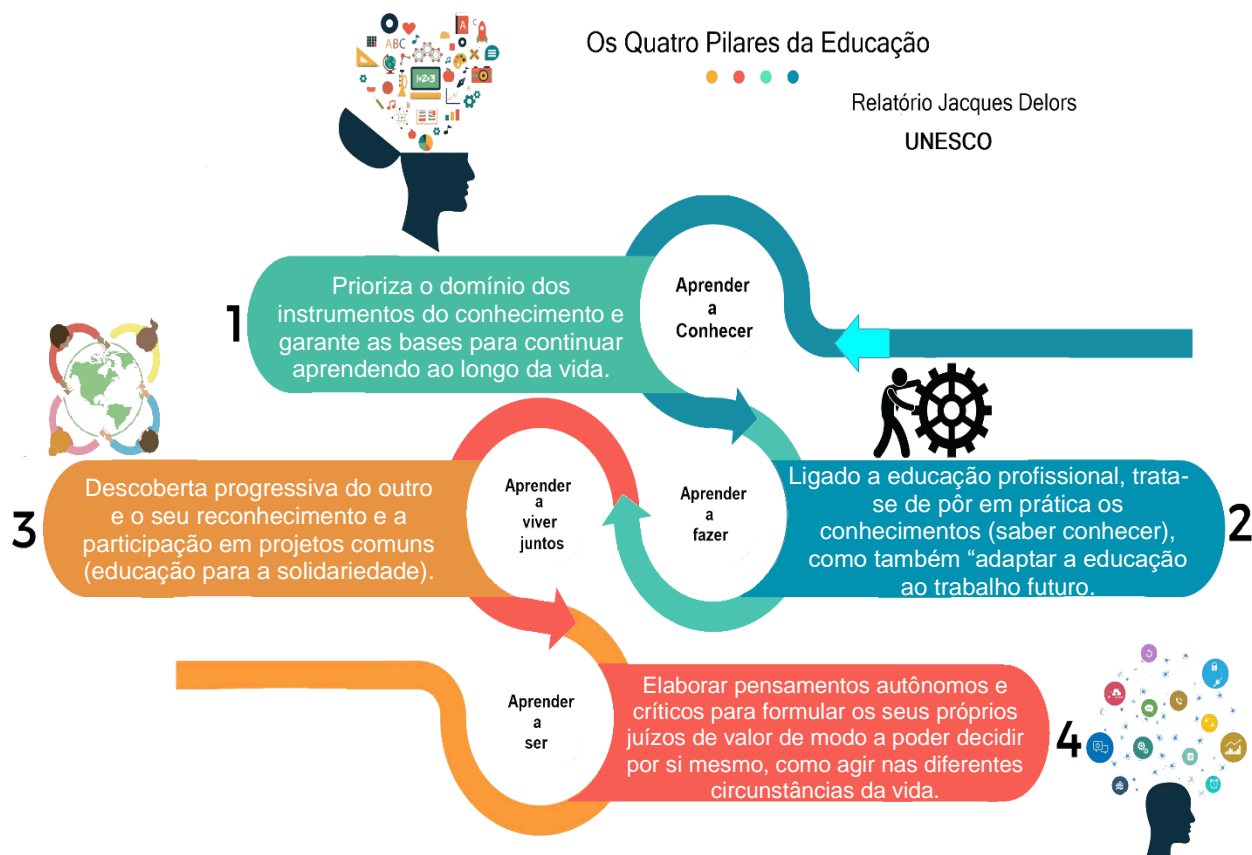 Os Quatro Pilares da Educação
Relatório Jacques Delors
UNESCO
ABC
A
1+2=3
1
Prioriza o domínio dos
instrumentos do conhecimento e
garante as bases para continuar
aprendendo ao longo da vida.
Aprender
a
Conhecer
Aprender
a
fazer
Ligado a educação profissional, trata-
se de pôr em prática os
conhecimentos (saber conhecer),
como também “adaptar a educação
ao trabalho futuro.
2
3
Descoberta progressiva do outro
e o seu reconhecimento e a
participação em projetos comuns
(educação para a solidariedade).
Aprender
a
viver
juntos
Aprender
a
ser
Elaborar pensamentos autônomos e
críticos para formular os seus próprios
juízos de valor de modo a poder decidir
por si mesmo, como agir nas diferentes
circunstâncias da vida.
4